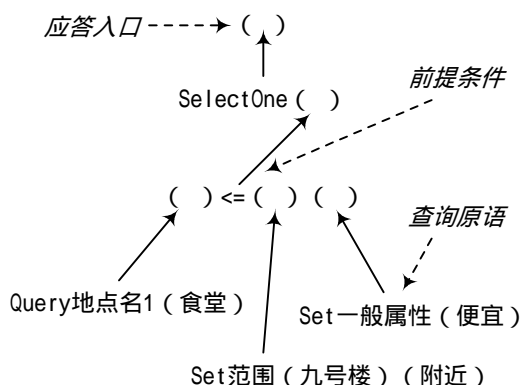 应答入口 ( )
SelectOne ( )
前提条件
( ) <= ( ) ( )
查询原语
Query地点名1（食堂）
Set一般属性（便宜）
Set范围（九号楼）（附近）